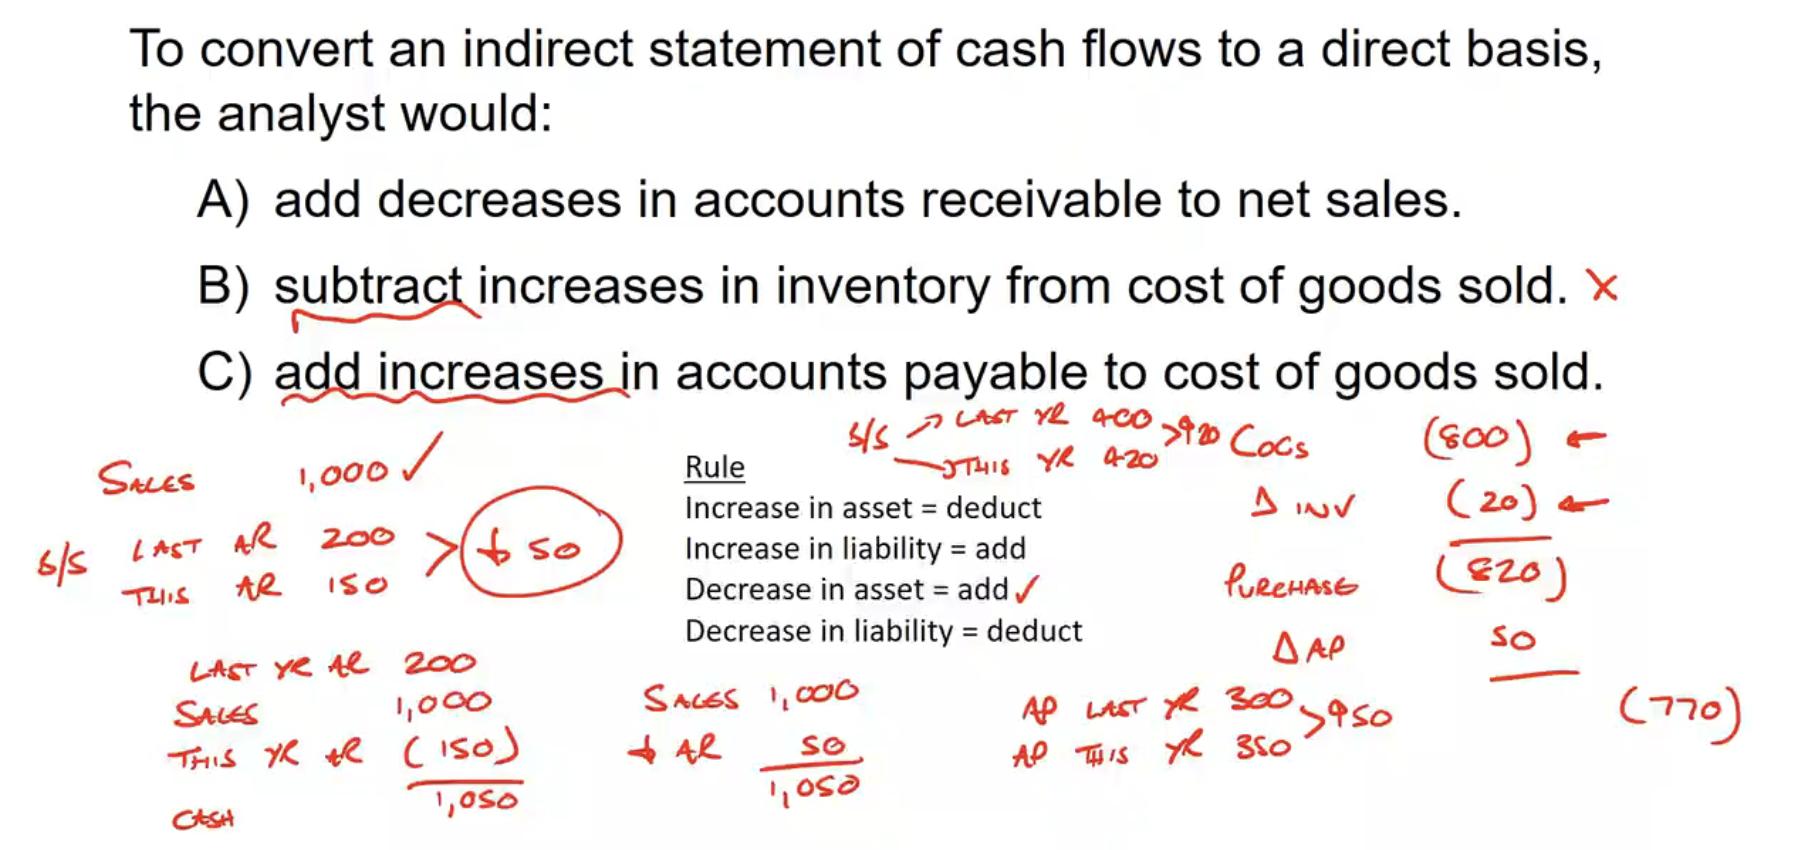 To convert an indirect statement of cash flows to a direct basis,
the analyst would:
A) add decreases in accounts receivable to net sales.
B) subtract increases in inventory from cost of goods sold. X
C) add increases in accounts payable to cost of goods sold.
SALES 1,000 ✓
S/S LAST AR 200 > ↓ 50
THIS AR 150
LAST YR AR 200
SALES 1,000
THIS YR AR (150)
1,050
CASH
Rule
Increase in asset = deduct
Increase in liability = add
Decrease in asset = add ✓
Decrease in liability = deduct
SALES 1,000
↓ AR 50
1,050
S/S → LAST YR 400 > ↑20
→ THIS YR 420
COGS (800) ←
Δ INV (20) ←
PURCHASE (820)
Δ AP 50
(770)
AP LAST YR 300 > ↑50
AP THIS YR 350